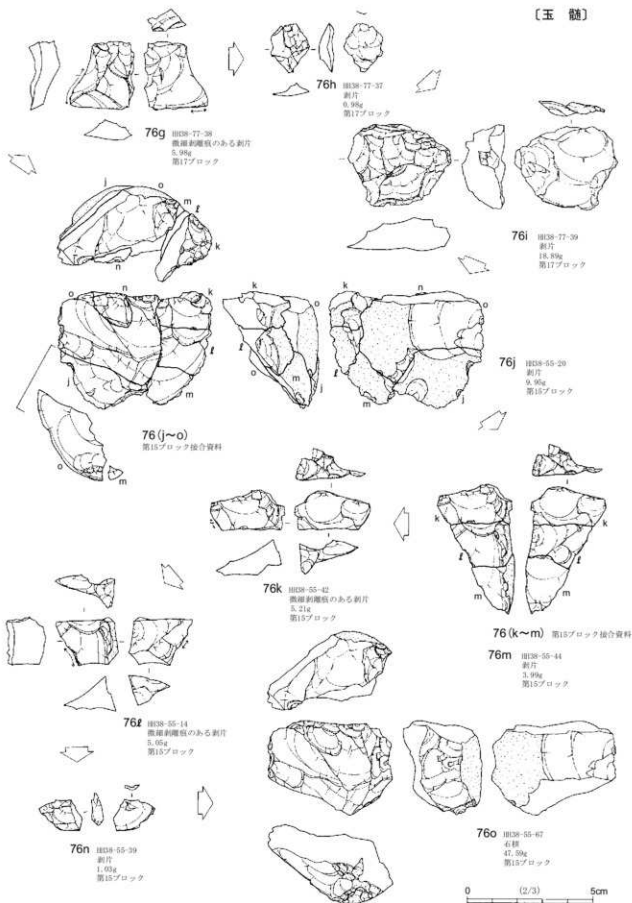 〔玉　髄〕
76g HH38-77-38
微細剥離痕のある剥片
5.98g
第17ブロック
76h HH38-77-37
剥片
0.98g
第17ブロック
76i HH38-77-39
剥片
18.89g
第17ブロック
j
o
m
ℓ
k
n
o
n
k
ℓ
m
j
k
o
ℓ
o
m
j
k
n
o
ℓ
m
j
o
m
76(j~o)
第15ブロック接合資料
76j HH38-55-20
剥片
9.95g
第15ブロック
76k HH38-55-42
微細剥離痕のある剥片
5.21g
第15ブロック
k
ℓ
m
k
ℓ
m
76(k~m) 第15ブロック接合資料
76m HH38-55-44
剥片
3.99g
第15ブロック
76ℓ HH38-55-14
微細剥離痕のある剥片
5.05g
第15ブロック
76n HH38-55-39
剥片
1.03g
第15ブロック
76o HH38-55-67
石核
47.59g
第15ブロック
0 (2/3) 5cm